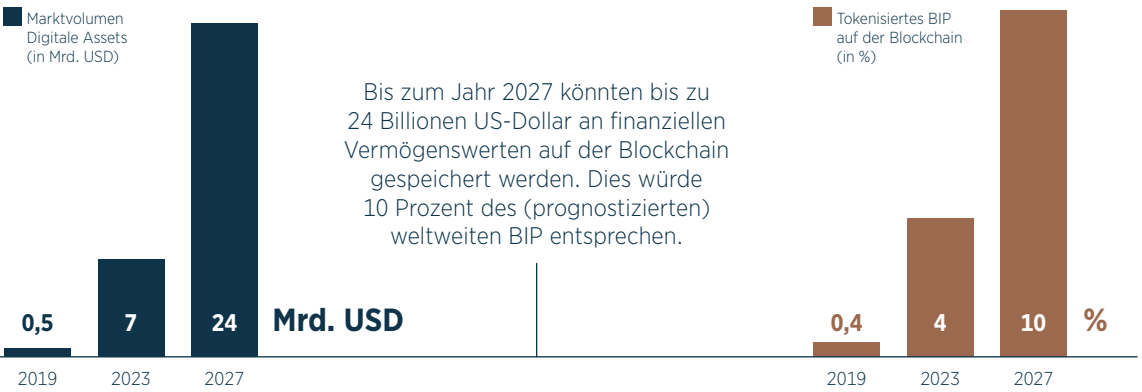 Marktvolumen
Digitale Assets
(in Mrd. USD)
0,5
7
24
Mrd. USD
2019
2023
2027
Bis zum Jahr 2027 könnten bis zu
24 Billionen US-Dollar an finanziellen
Vermögenswerten auf der Blockchain
gespeichert werden. Dies würde
10 Prozent des (prognostizierten)
weltweiten BIP entsprechen.
Tokenisiertes BIP
auf der Blockchain
(in %)
0,4
4
10
%
2019
2023
2027